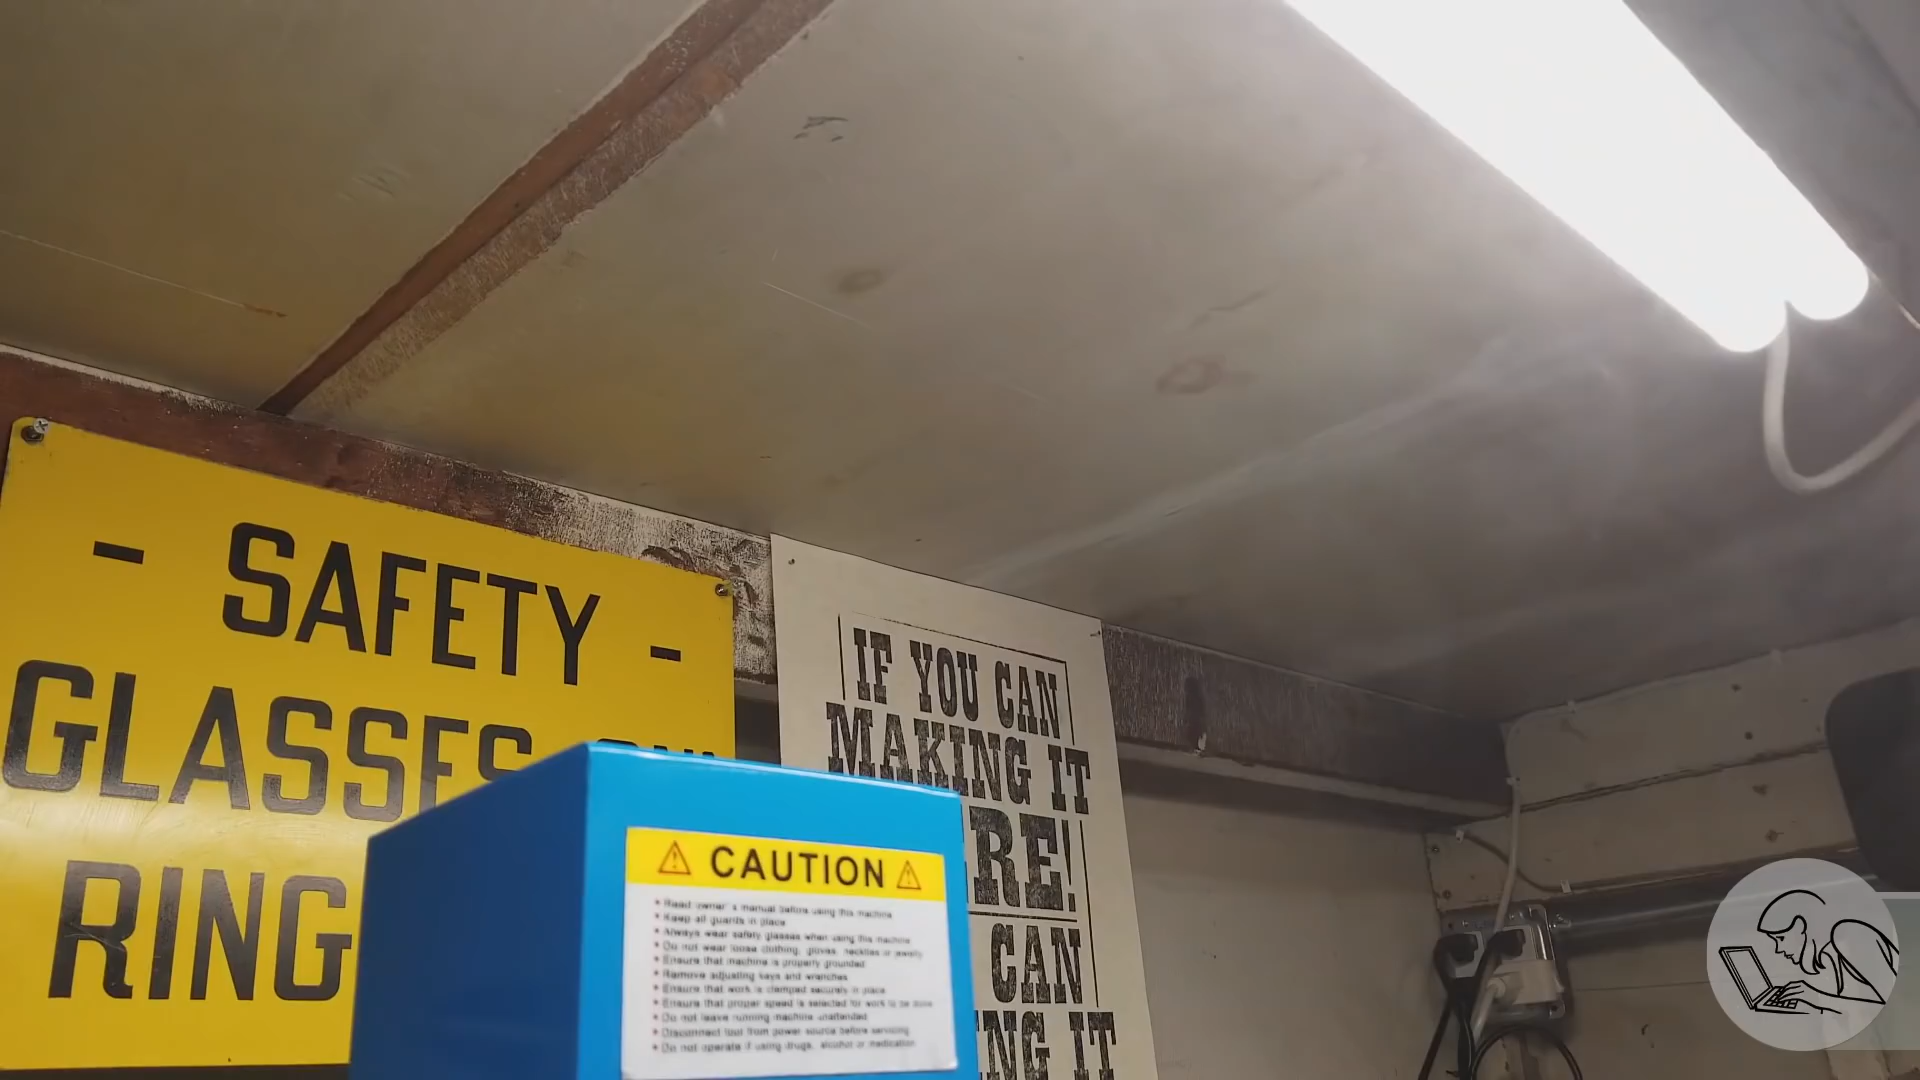 - SAFETY -
GLASSES
RING
IF YOU CAN
MAKING IT
RE!
CAN
NG IT
CAUTION
• Read owner's manual before using this machine
• Keep all guards in place
• Always wear safety glasses when using this machine
• Do not wear loose clothing, gloves, neckties or jewelry
• Ensure that machine is properly grounded
• Remove adjusting keys and wrenches
• Ensure that work is clamped securely in place
• Ensure that proper speed is selected for work to be done
• Do not leave running machine unattended
• Disconnect tool from power source before servicing
• Do not operate if using drugs, alcohol or medication